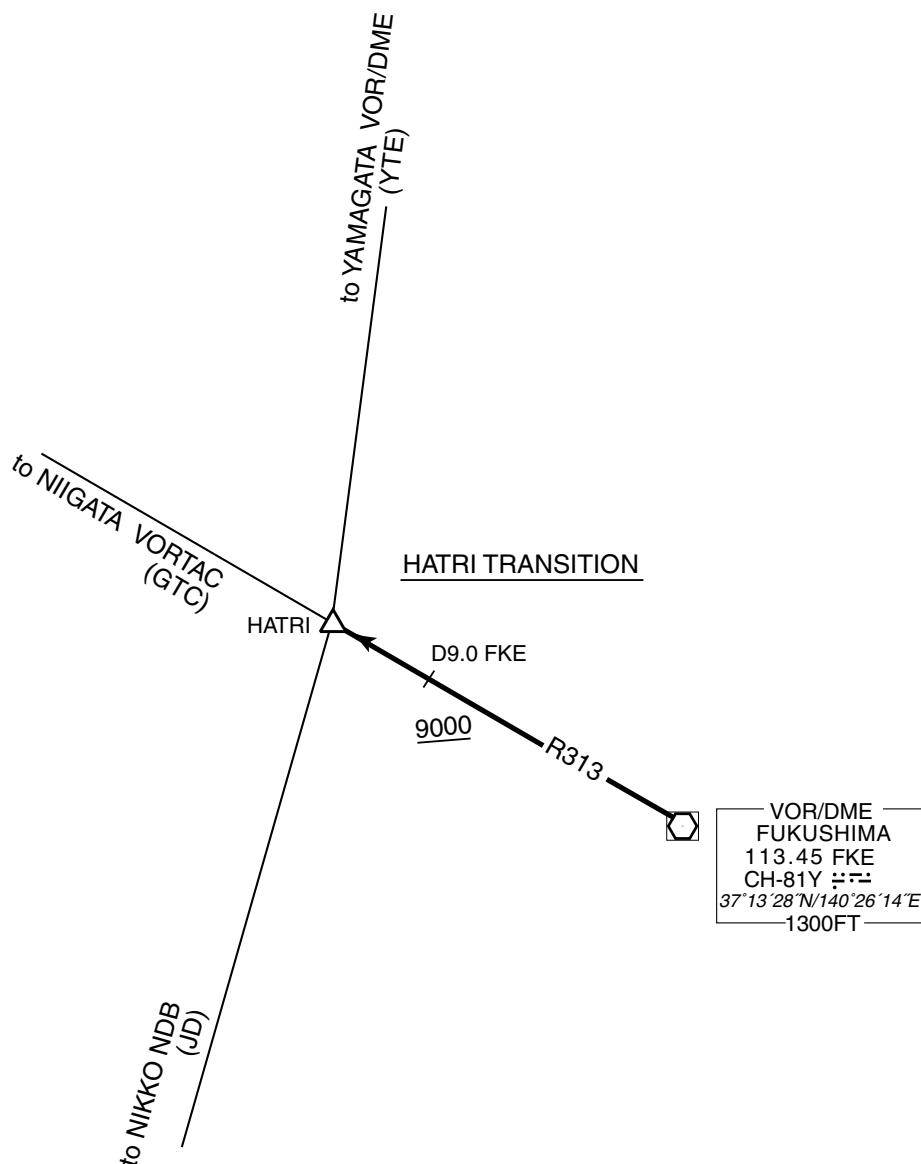 to YAMAGATA VOR/DME
(YTE)
to NIIGATA VORTAC
(GTC)
HATRI TRANSITION
HATRI
D9.0 FKE
9000
R313
VOR/DME
FUKUSHIMA
113.45 FKE
CH-81Y
37°13´28˝N/140°26´14˝E
1300FT
to NIKKO NDB
(JD)